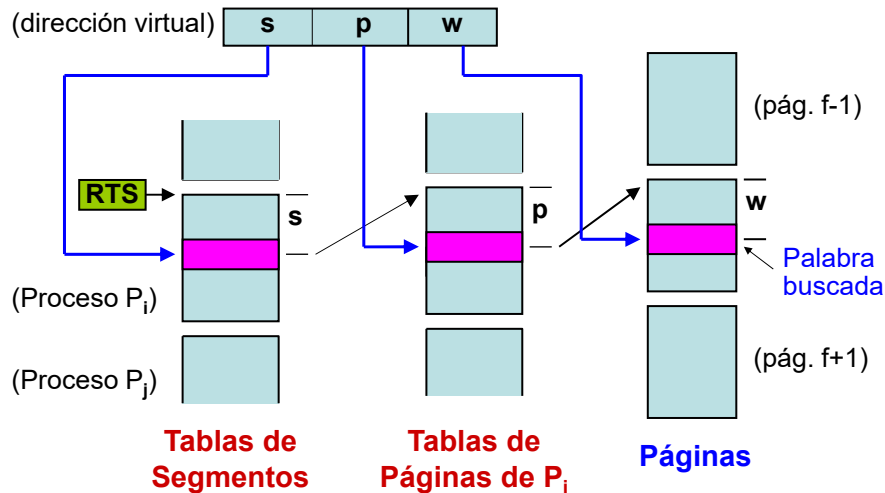 (dirección virtual) s p w
(pág. f-1)
RTS
s
p
w
Palabra
buscada
(Proceso Pi)
(Proceso Pj)
(pág. f+1)
Tablas de
Segmentos
Tablas de
Páginas de Pi
Páginas